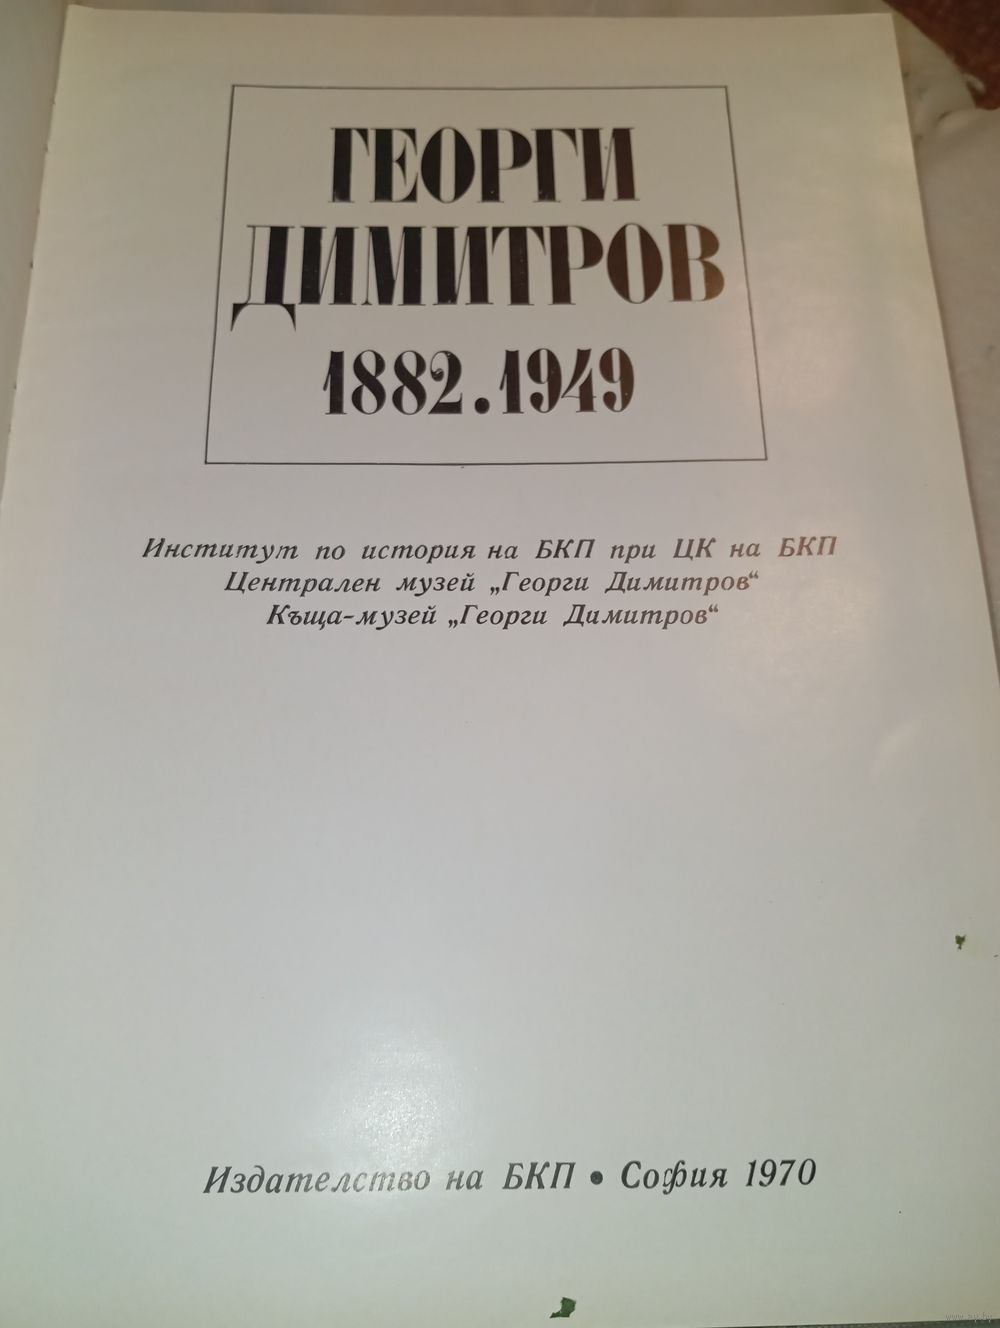 ГЕОРГИ
ДИМИТРОВ
1882.1949
Институт по история на БКП при ЦК на БКП
Централен музей „Георги Димитров“
Къща-музей „Георги Димитров“
Издателство на БКП • София 1970